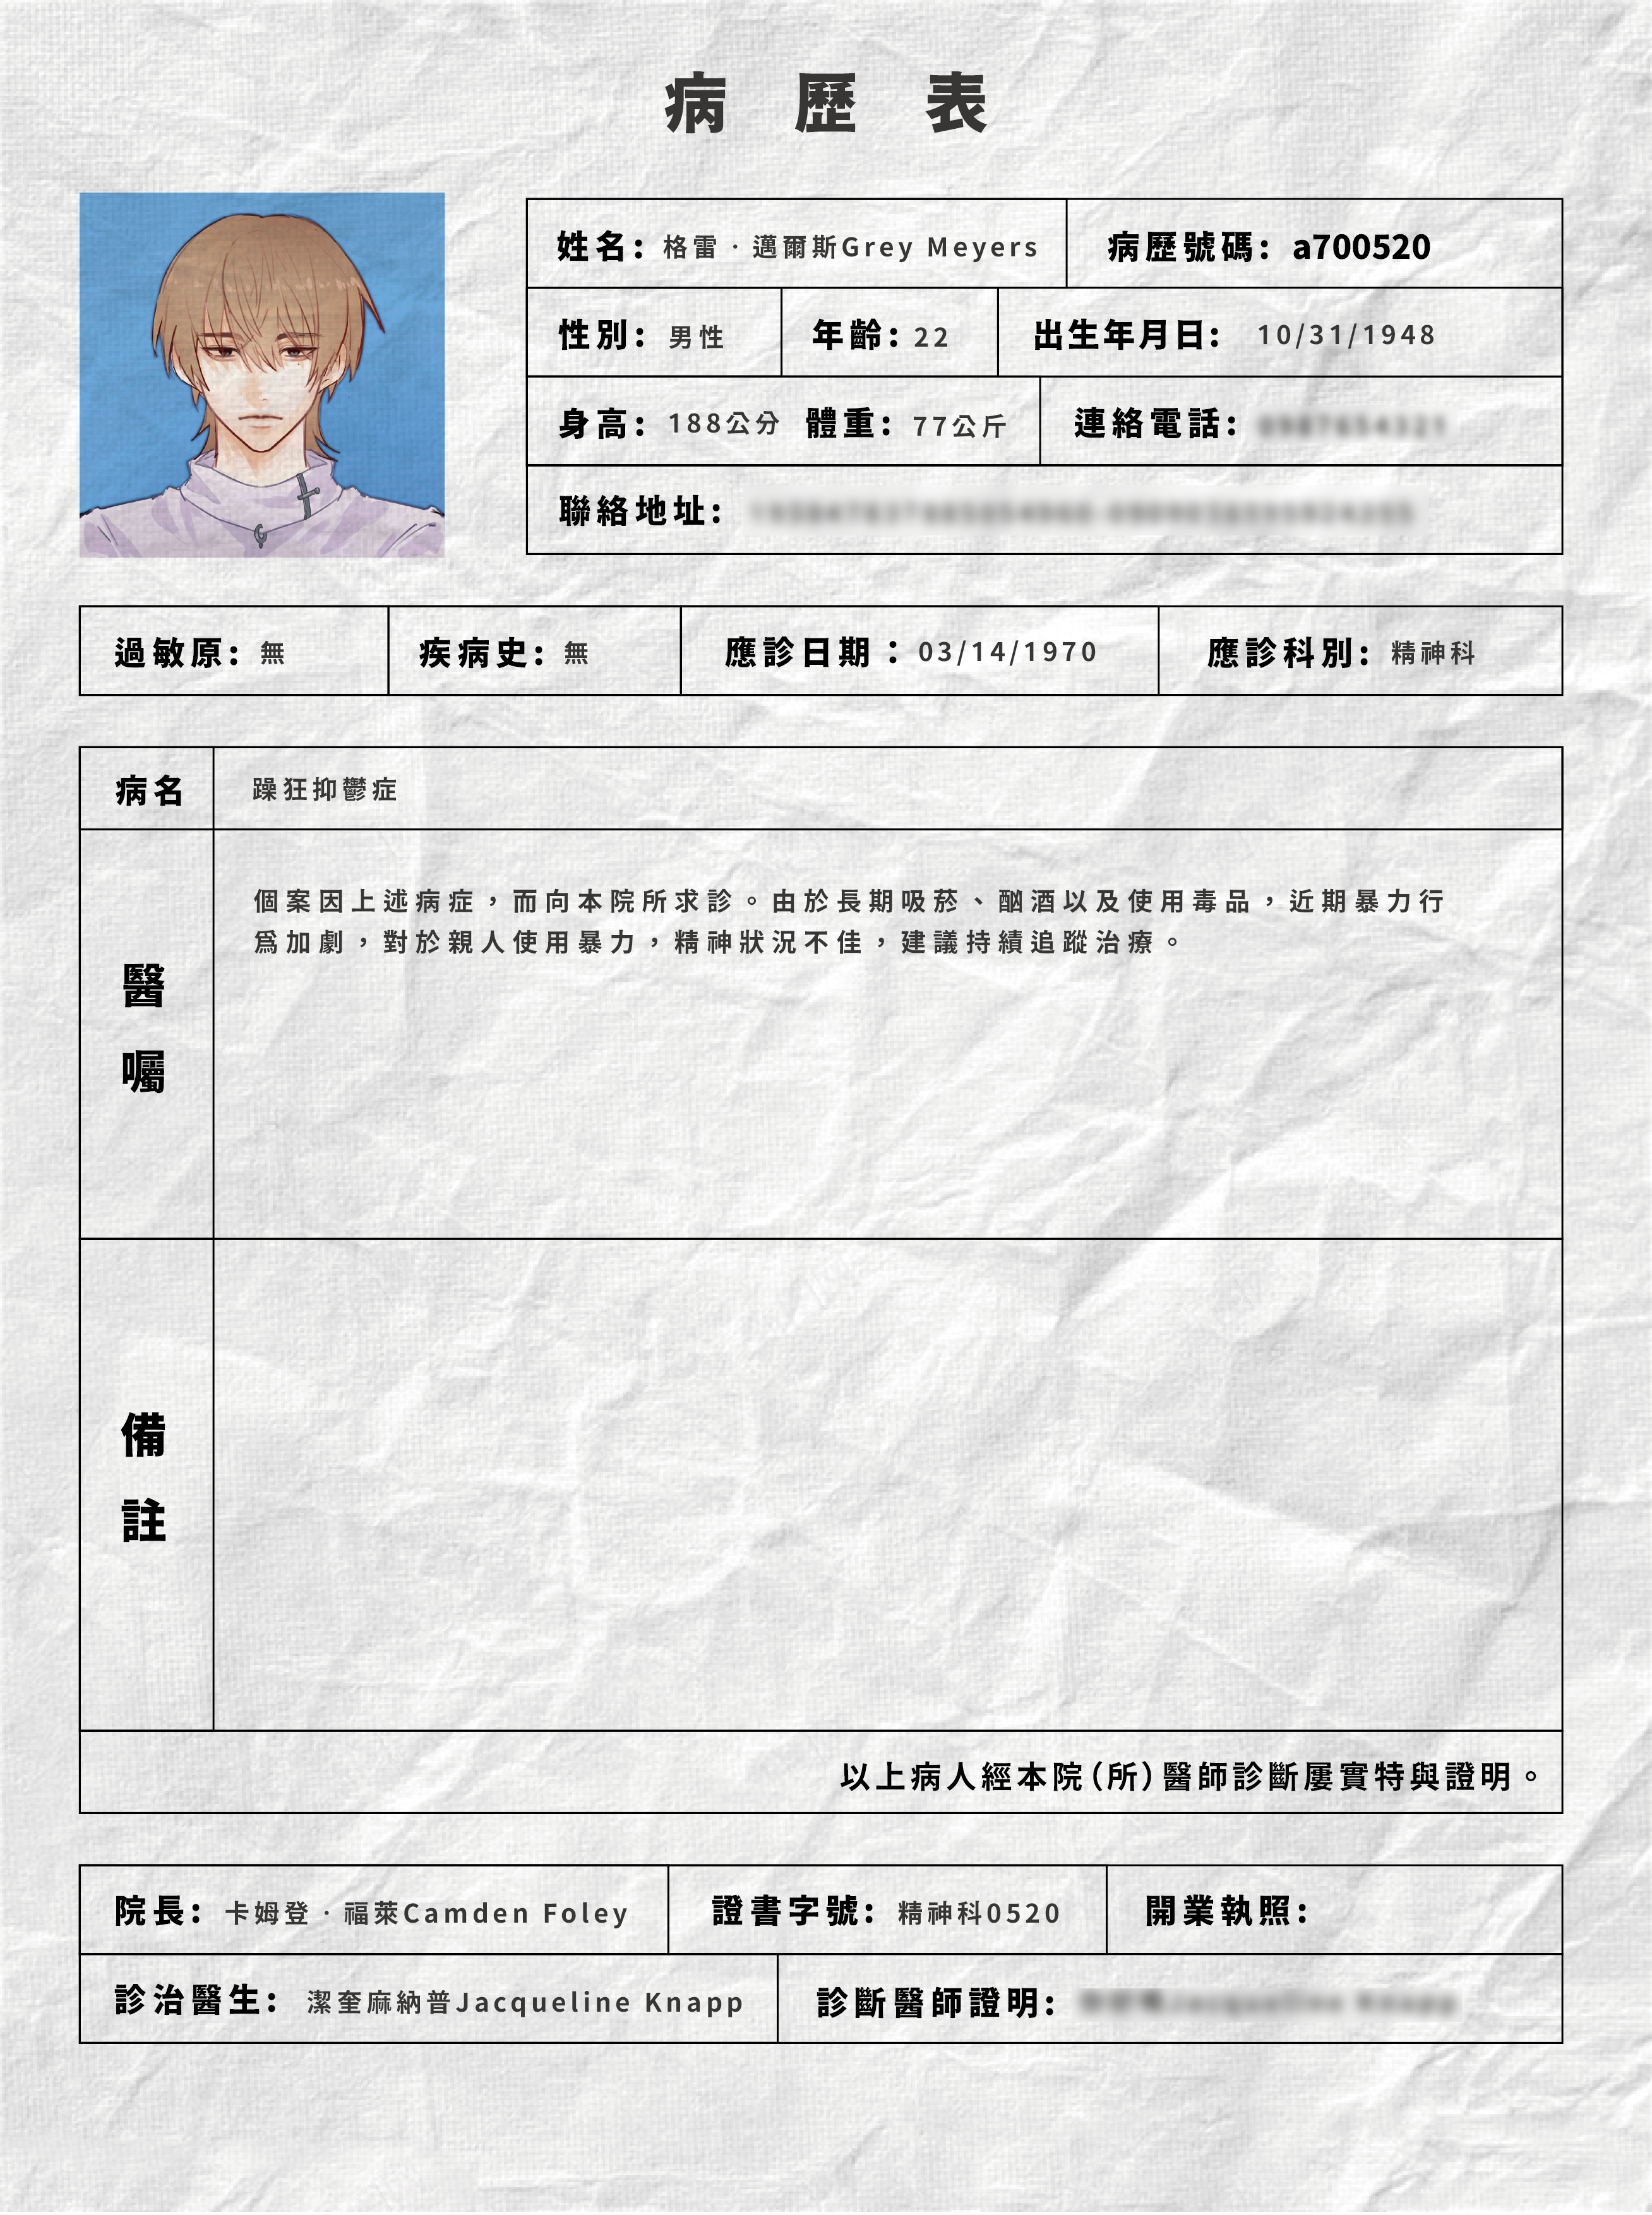 病歷表
姓名: 格雷·邁爾斯Grey Meyers 病歷號碼: a700520
性別: 男性 年齡: 22 出生年月日: 10/31/1948
身高: 188公分 體重: 77公斤 連絡電話:
聯絡地址:
過敏原: 無 疾病史: 無 應診日期：03/14/1970 應診科別: 精神科
病名 躁狂抑鬱症
個案因上述病症，而向本院所求診。由於長期吸菸、酗酒以及使用毒品，近期暴力行
爲加劇，對於親人使用暴力，精神狀況不佳，建議持續追蹤治療。
醫
囑
備
註
以上病人經本院(所)醫師診斷屢實特與證明。
院長: 卡姆登·福萊Camden Foley 證書字號: 精神科0520 開業執照:
診治醫生: 潔奎麻納普Jacqueline Knapp 診斷醫師證明: